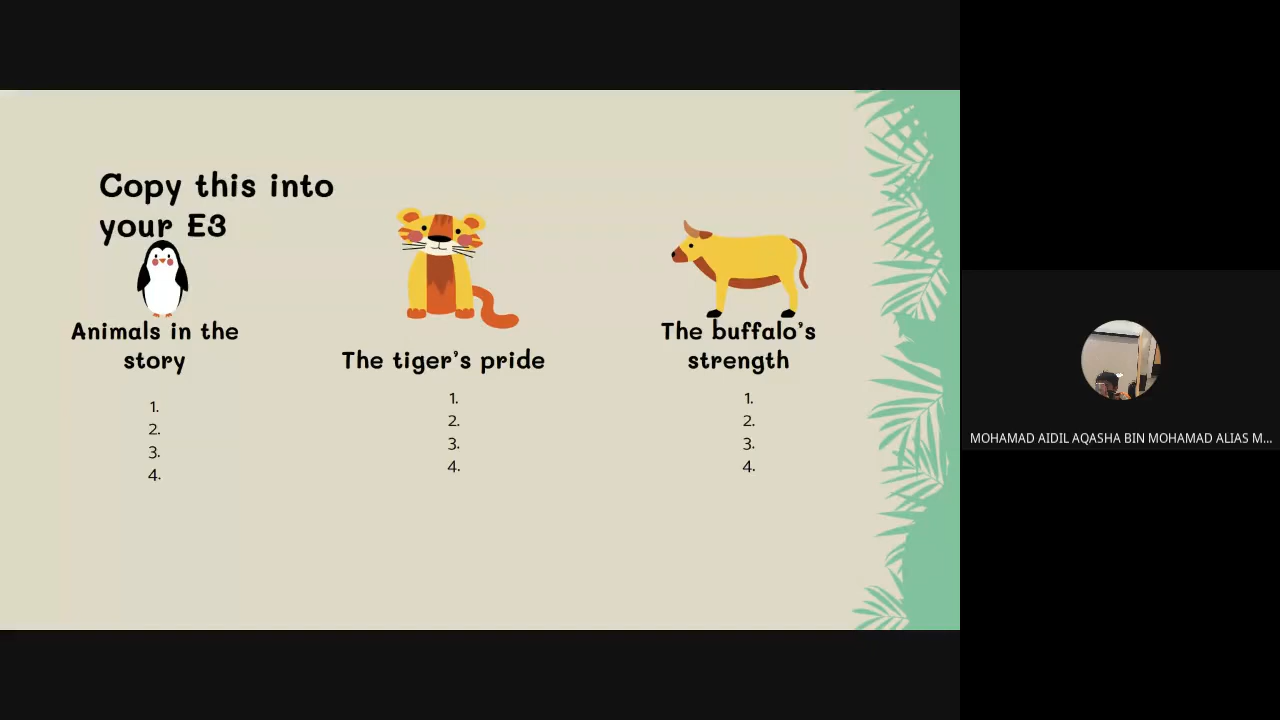 Copy this into
your E3
Animals in the
story
1.
2.
3.
4.
The tiger's pride
1.
2.
3.
4.
The buffalo's
strength
1.
2.
3.
4.
MOHAMAD AIDIL AQASHA BIN MOHAMAD ALIAS M...